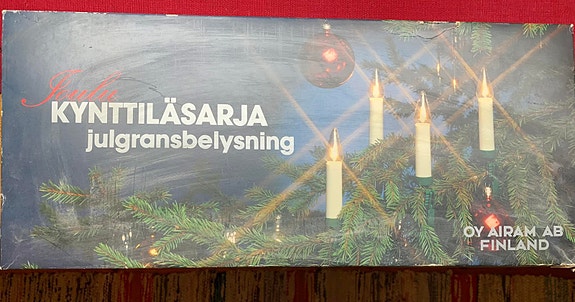 KYNTTILÄSARJA
julgransbelysning
OY AIRAM AB
FINLAND